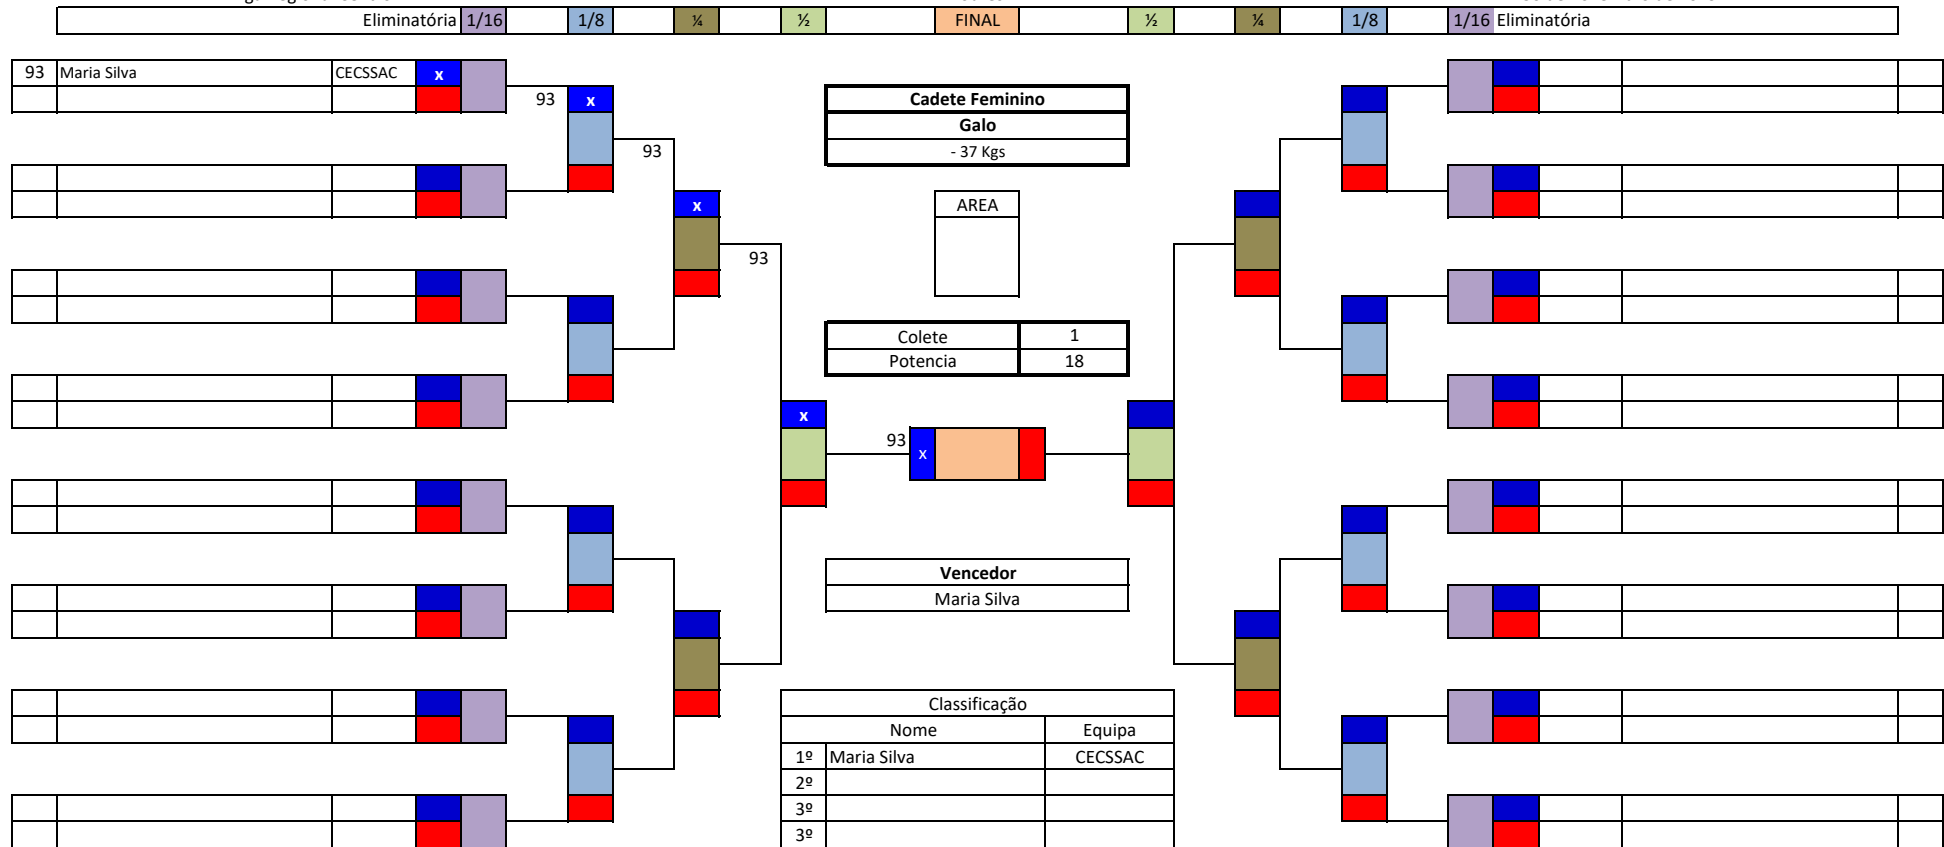 Eliminatória 1/16 1/8 ¼ ½ FINAL ½ ¼ 1/8 1/16 Eliminatória
93 Maria Silva CECSSAC x
93 x
Cadete Feminino
Galo
- 37 Kgs
93
x
AREA
93
Colete 1
Potencia 18
x
93 x
Vencedor
Maria Silva
Classificação
Nome Equipa
1º Maria Silva CECSSAC
2º
3º
3º